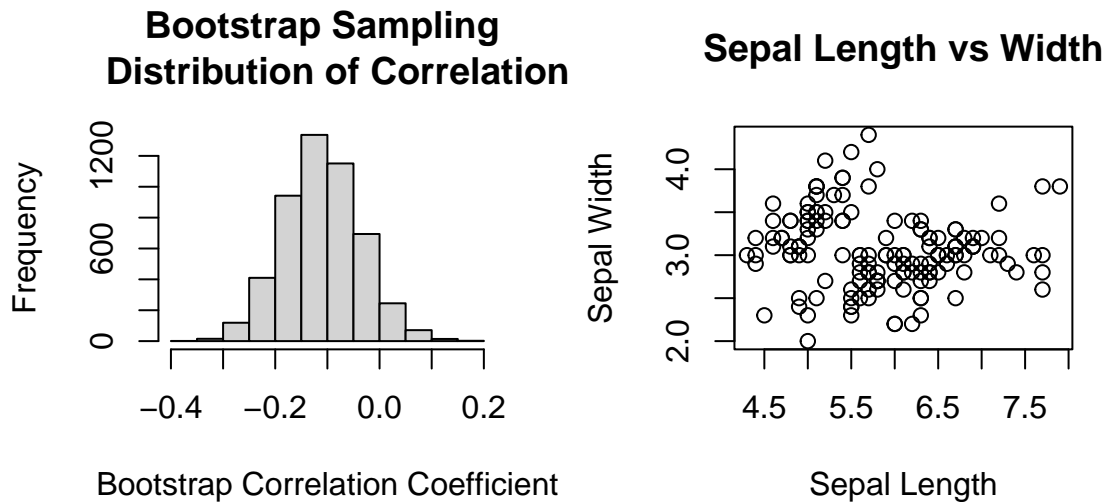 Bootstrap Sampling
Distribution of Correlation
Frequency
1200
600
0
−0.4
−0.2
0.0
0.2
Bootstrap Correlation Coefficient
Sepal Length vs Width
Sepal Width
4.0
3.0
2.0
4.5
5.5
6.5
7.5
Sepal Length